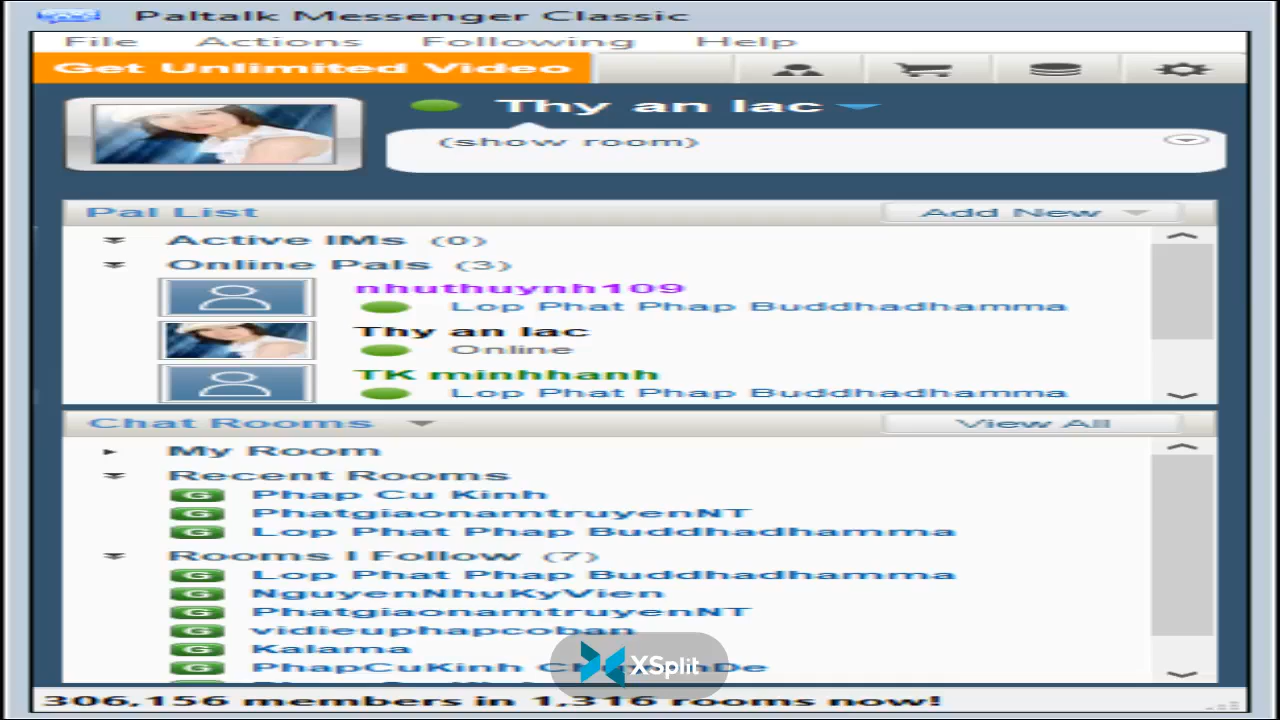 Paltalk Messenger Classic
File Actions Following Help
Get Unlimited Video
Thy an lac
(show room)
Pal List Add New
Active IMs (0)
Online Pals (3)
nhuthuynh109
Lop Phat Phap Buddhadhamma
Thy an lac
Online
TK minhhanh
Lop Phat Phap Buddhadhamma
Chat Rooms View All
My Room
Recent Rooms
G Phap Cu Kinh
G PhatgiaonamtruyenNT
G Lop Phat Phap Buddhadhamma
Rooms I Follow (7)
G Lop Phat Phap Buddhadhamma
G NguyenNhuKyVien
G PhatgiaonamtruyenNT
G vidieuphapcoban
G Kalama
G PhapCuKinh
XSplit
306,156 members in 1,316 rooms now!